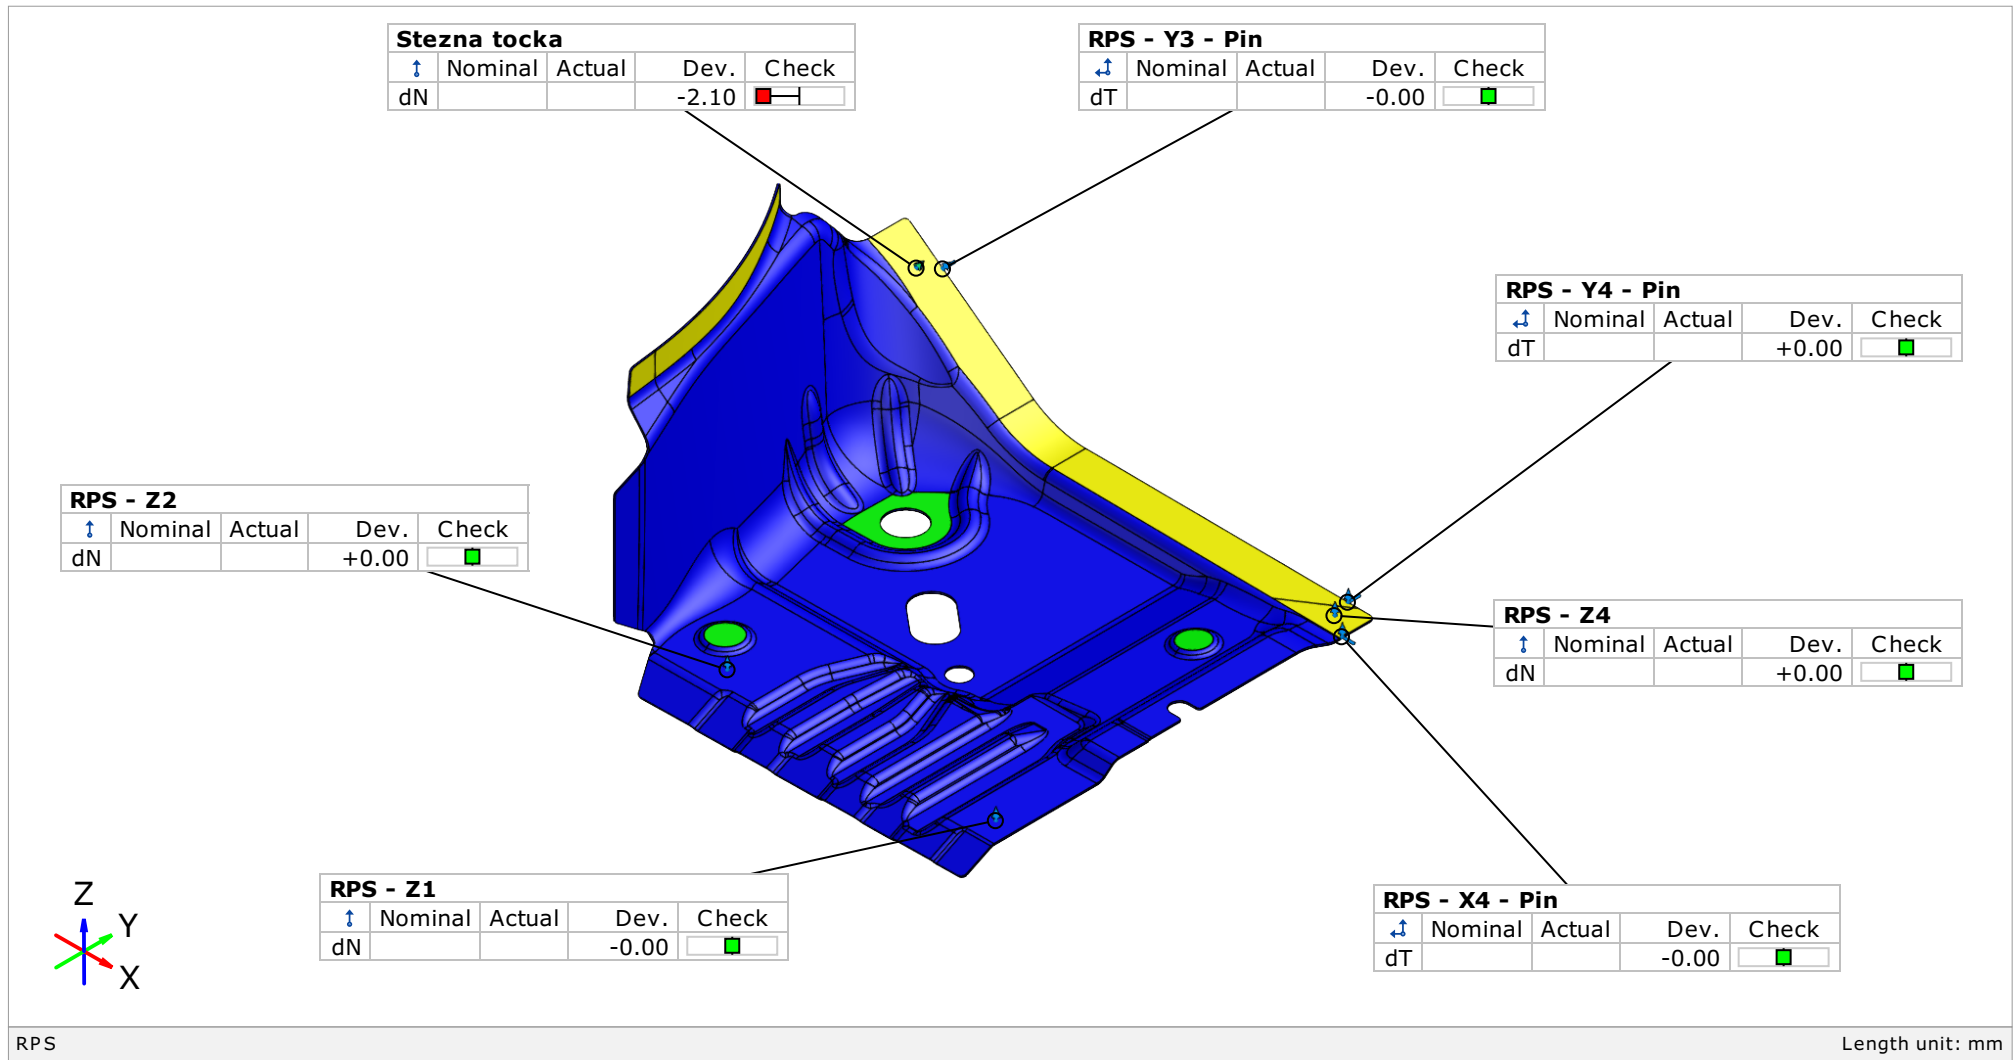 Stezna tocka
Nominal Actual Dev. Check
dN -2.10
RPS - Y3 - Pin
Nominal Actual Dev. Check
dT -0.00
RPS - Y4 - Pin
Nominal Actual Dev. Check
dT +0.00
RPS - Z2
Nominal Actual Dev. Check
dN +0.00
RPS - Z4
Nominal Actual Dev. Check
dN +0.00
RPS - Z1
Nominal Actual Dev. Check
dN -0.00
RPS - X4 - Pin
Nominal Actual Dev. Check
dT -0.00
Z
Y
X
RPS
Length unit: mm